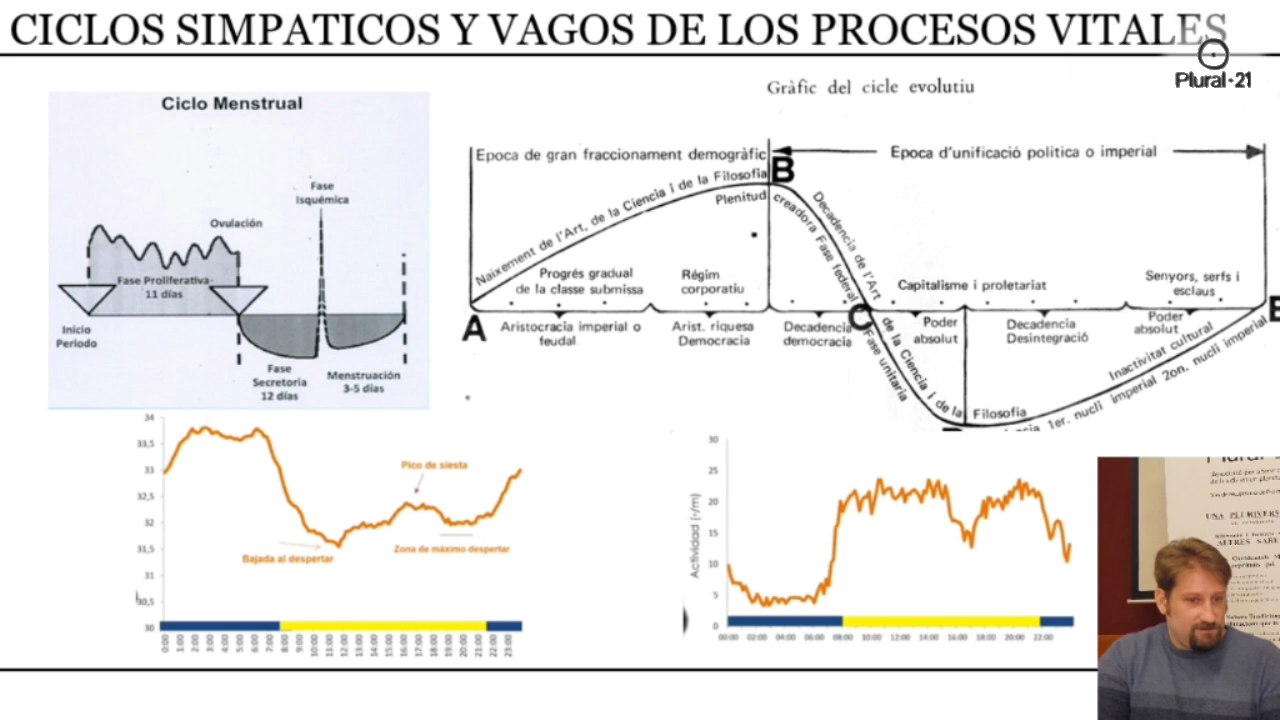 CICLOS SIMPATICOS Y VAGOS DE LOS PROCESOS VITALES
Plural·21
Ciclo Menstrual
Fase
Isquémica
Ovulación
Fase Proliferativa
11 días
Inicio
Periodo
Fase
Secretoria
12 días
Menstruación
3-5 días
Gràfic del cicle evolutiu
Epoca de gran fraccionament demogràfic
B
Epoca d'unificació politica o imperial
Naixement de l'Art, de la Ciencia i de la Filosofia
Plenitud creadora Fase federal
Decadencia de l'Art
de la Ciencia i de la Filosofia
Fase unitaria
Progrés gradual
de la classe submissa
Régim
corporatiu
Capitalisme i proletariat
Senyors, serfs i
esclaus
A
C
E
Aristocracia imperial o
feudal
Arist. riquesa
Democracia
Decadencia
democracia
Poder
absolut
Decadencia
Desintegració
Poder
absolut
Inactivitat cultural
1er. nucli imperial 2on. nucli imperial
34
33,5
33
32,5
32
31,5
31
30,5
30
Pico de siesta
Bajada al despertar
Zona de máximo despertar
0:00 1:00 2:00 3:00 4:00 5:00 6:00 7:00 8:00 9:00 10:00 11:00 12:00 13:00 14:00 15:00 16:00 17:00 18:00 19:00 20:00 21:00 22:00 23:00
Actividad (º/m)
30
25
20
15
10
5
0
00:00 02:00 04:00 06:00 08:00 10:00 12:00 14:00 16:00 18:00 20:00 22:00